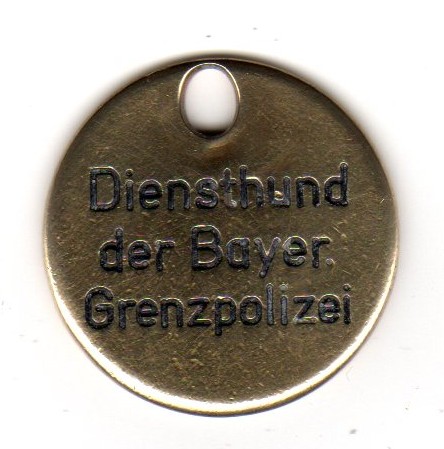 Diensthund
der Bayer.
Grenzpolizei